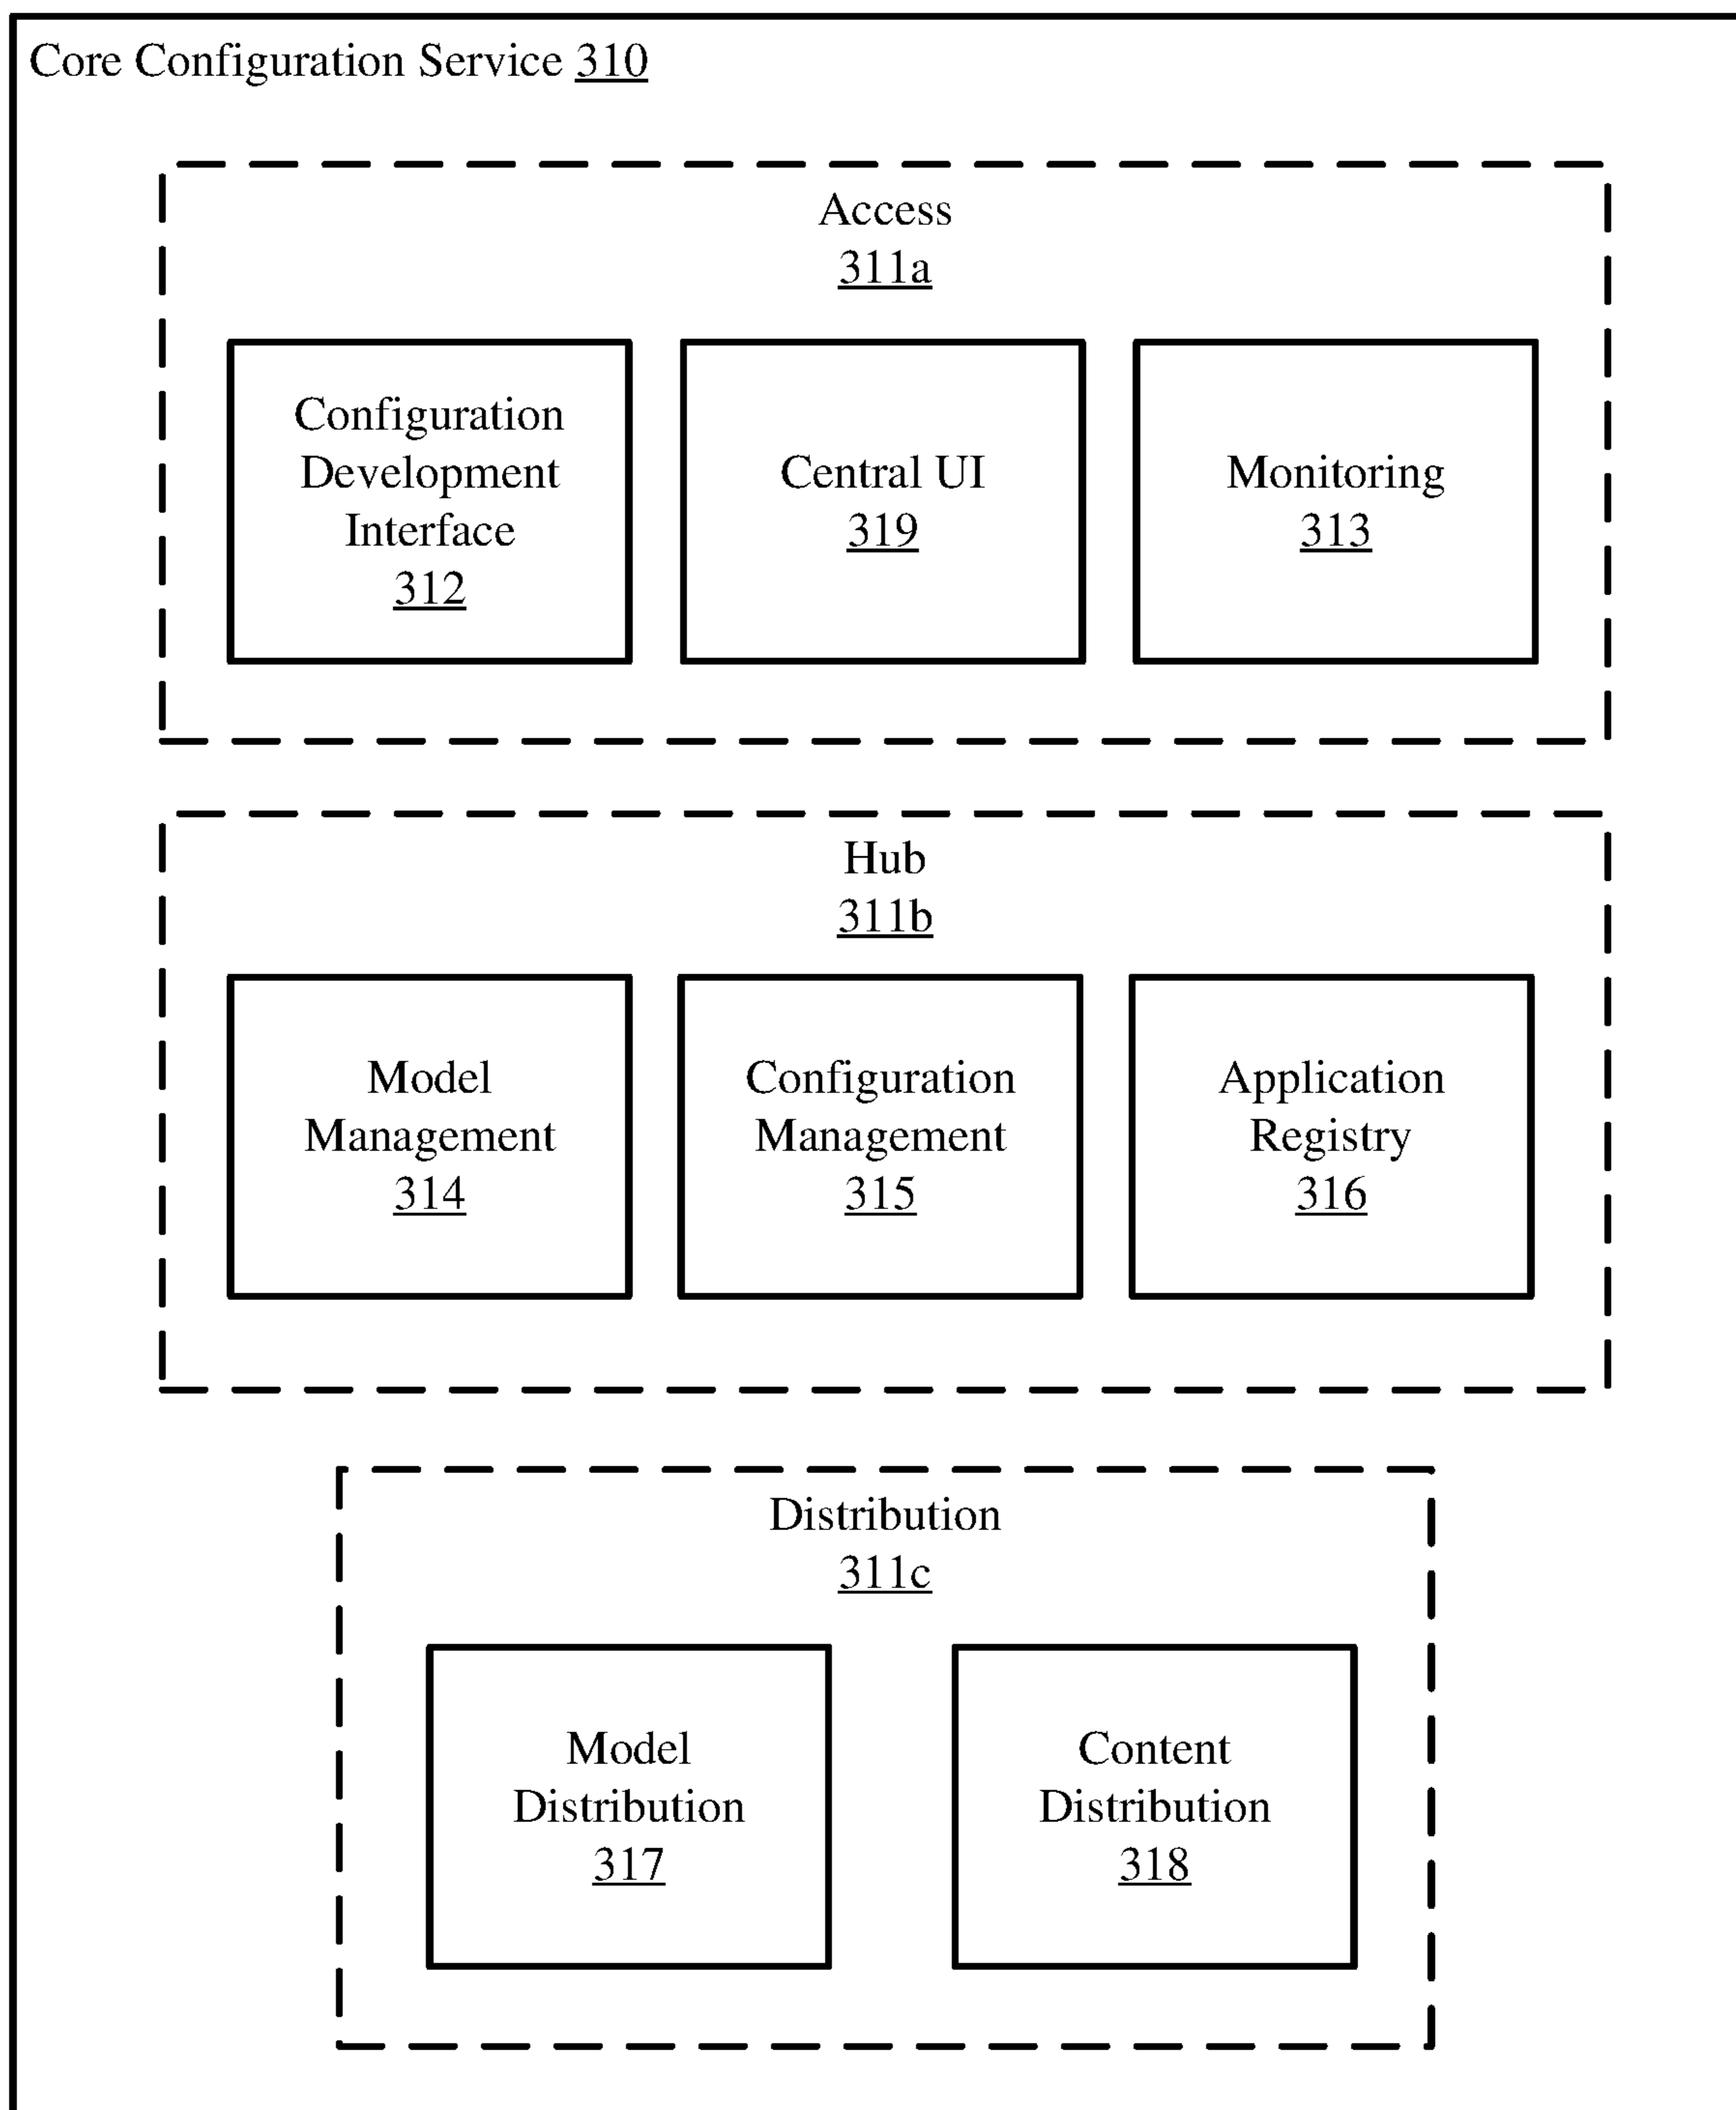 Core Configuration Service 310
Access
311a
Configuration
Development
Interface
312
Central UI
319
Monitoring
313
Hub
311b
Model
Management
314
Configuration
Management
315
Application
Registry
316
Distribution
311c
Model
Distribution
317
Content
Distribution
318